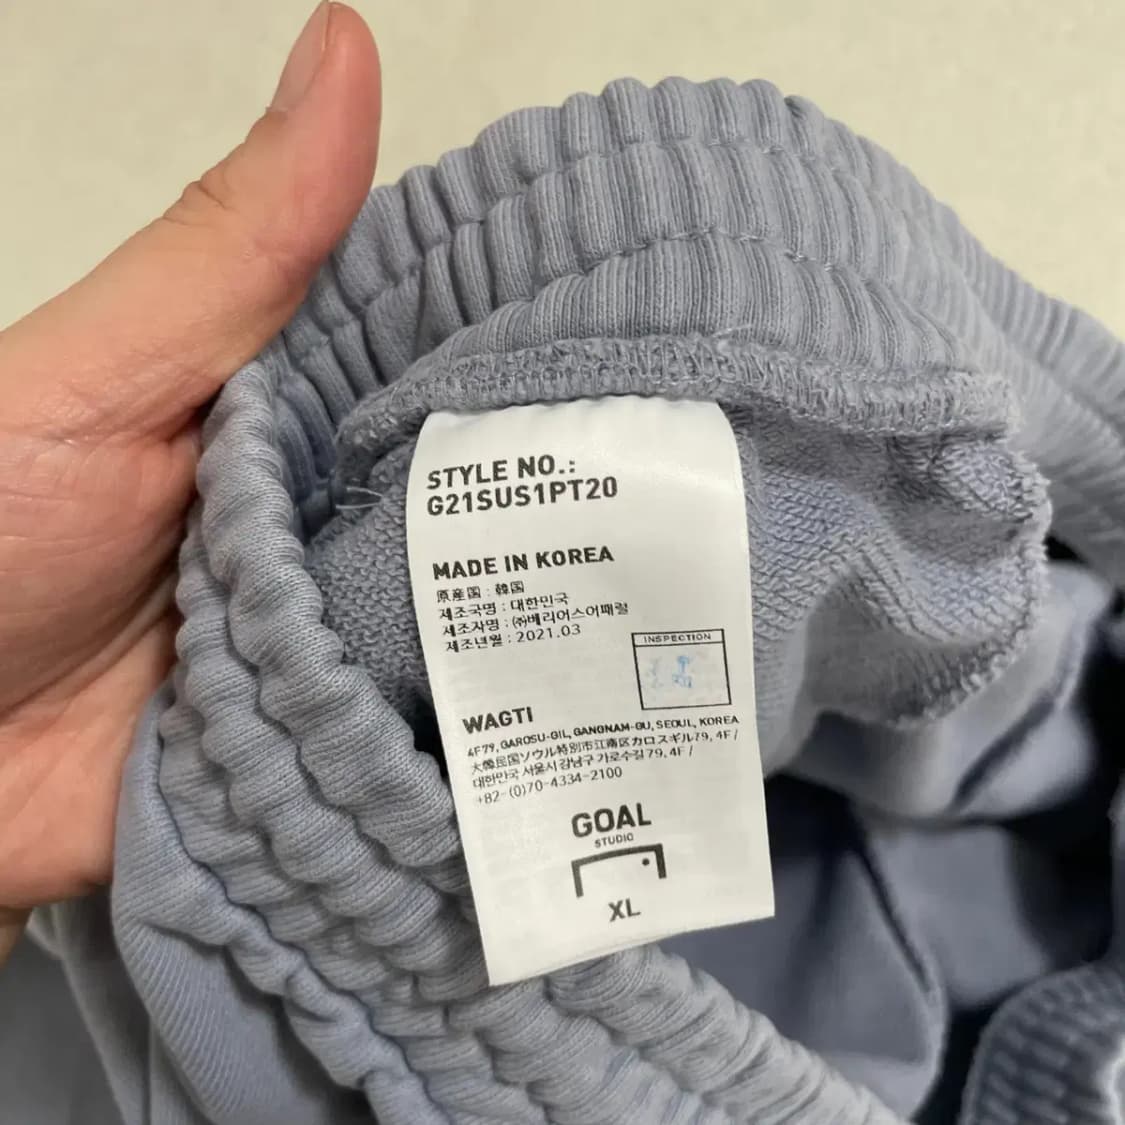 STYLE NO.:
G21SUS1PT20
MADE IN KOREA
原産国 : 韓国
제조국명 : 대한민국
제조자명 : ㈜베리어스어패럴
제조년월 : 2021.03
INSPECTION
WAGTI
4F 79, GAROSU-GIL, GANGNAM-GU, SEOUL, KOREA
大韓民国ソウル特別市江南区カロスギル79, 4F /
대한민국 서울시 강남구 가로수길 79, 4F /
+82-(0)70-4334-2100
GOAL
STUDIO
XL